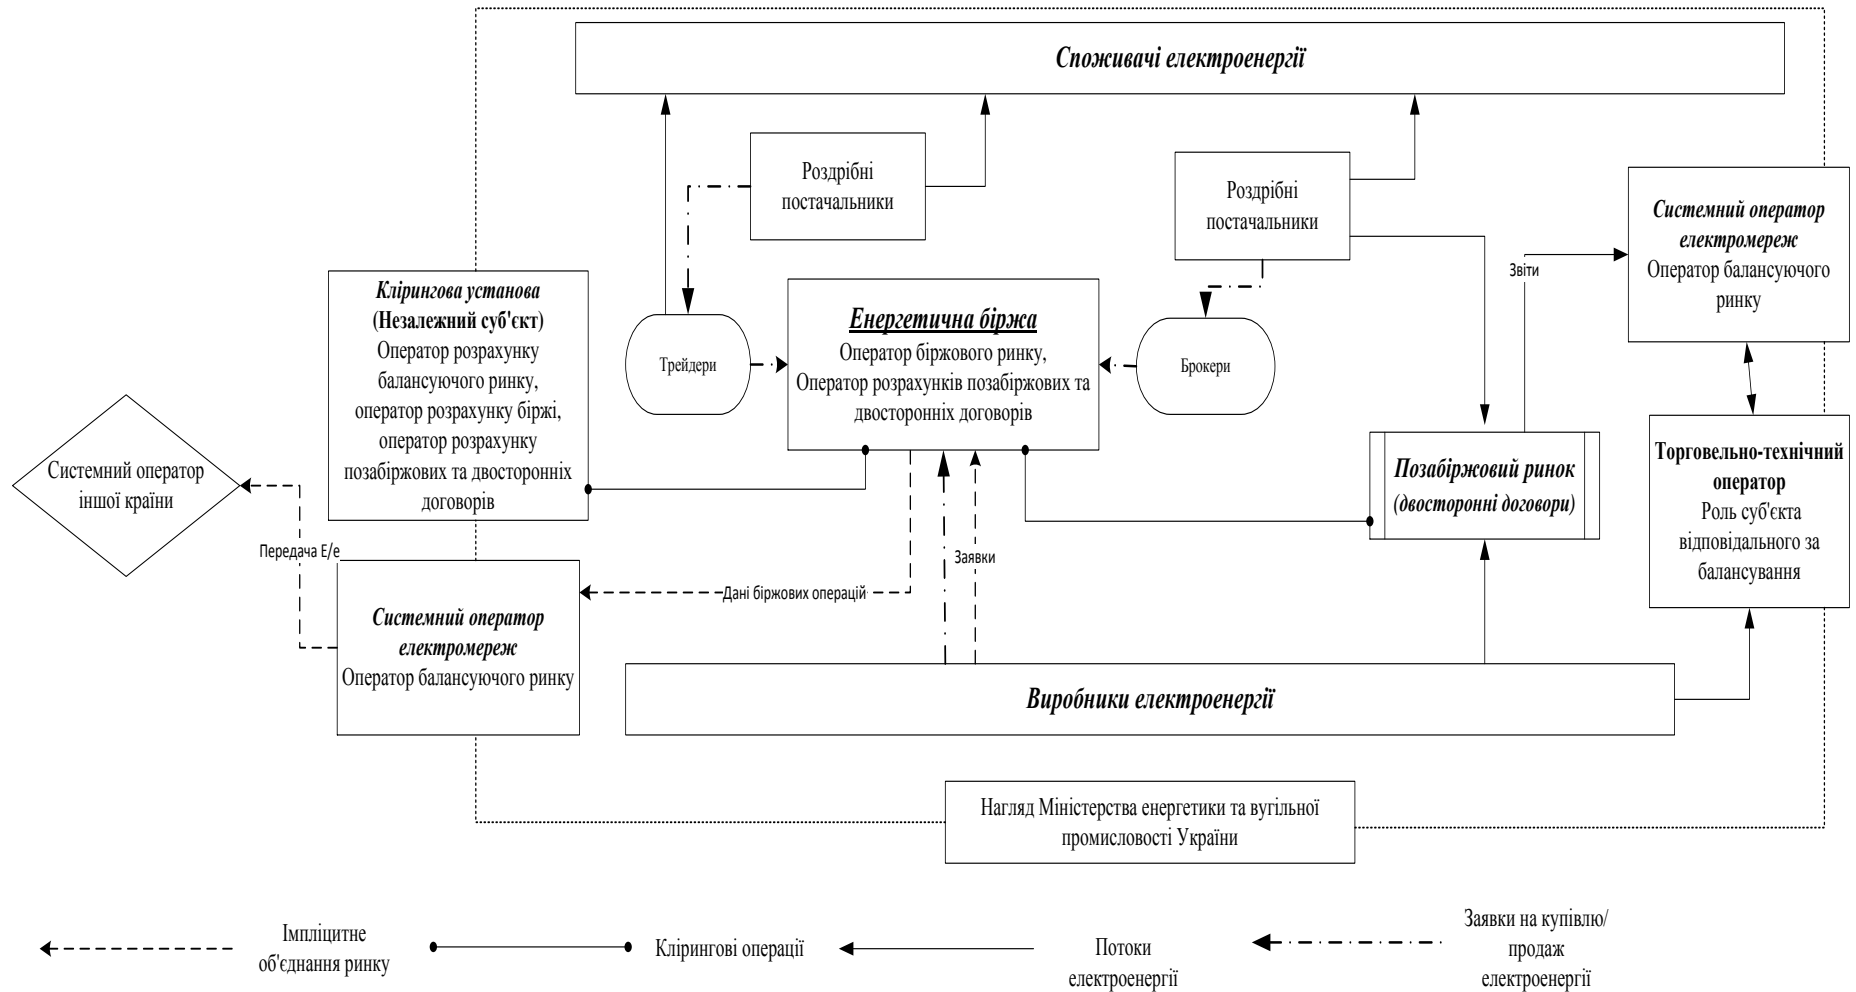 Споживачі електроенергії
Роздрібні
постачальники
Роздрібні
постачальники
Системний оператор
електромереж
Оператор балансуючого
ринку
Звіти
Клірингова установа
(Незалежний суб'єкт)
Оператор розрахунку
балансуючого ринку,
оператор розрахунку біржі,
оператор розрахунку
позабіржових та двосторонніх
договорів
Трейдери
Енергетична біржа
Оператор біржового ринку,
Оператор розрахунків позабіржових та
двосторонніх договорів
Брокери
Системний оператор
іншої країни
Позабіржовий ринок
(двосторонні договори)
Торговельно-технічний
оператор
Роль суб'єкта
відповідального за
балансування
Передача Е/е
Заявки
Дані біржових операцій
Системний оператор
електромереж
Оператор балансуючого ринку
Виробники електроенергії
Нагляд Міністерства енергетики та вугільної
промисловості України
Імпліцитне
об'єднання ринку
Клірингові операції
Потоки
електроенергії
Заявки на купівлю/
продаж
електроенергії